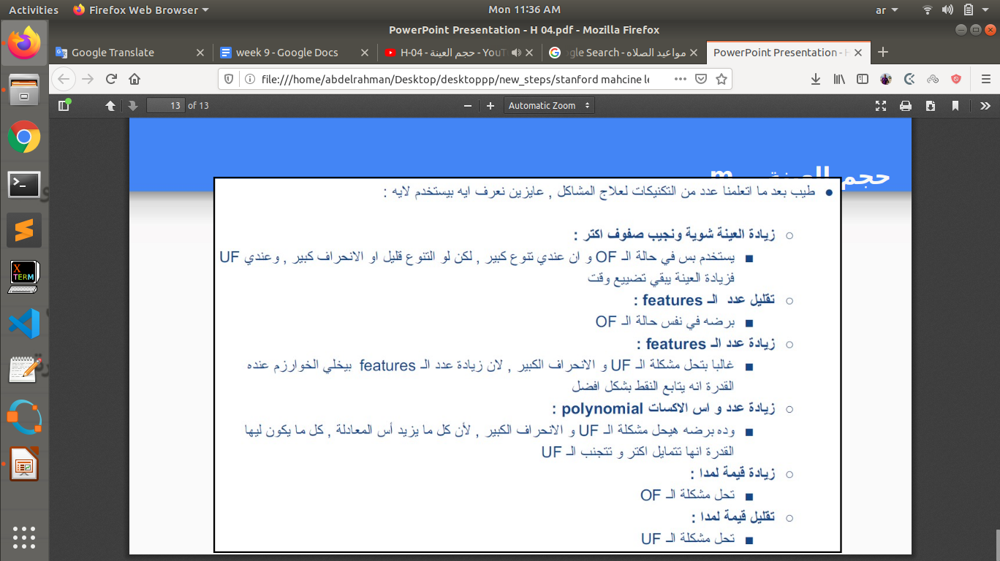 Activities Firefox Web Browser Mon 11:36 AM ar
PowerPoint Presentation - H 04.pdf - Mozilla Firefox
Google Translate week 9 - Google Docs H-04 - حجم العينة - YouT مواعيد الصلاه - gle Search PowerPoint Presentation - H
file:///home/abdelrahman/Desktop/desktoppp/new_steps/stanford mahcine le
13 of 13 Automatic Zoom
حجم العينة m
طيب بعد ما اتعلمنا عدد من التكنيكات لعلاج المشاكل , عايزين نعرف ايه بيستخدم لايه :
زيادة العينة شوية ونجيب صفوف اكتر :
يستخدم بس في حالة الـ OF و ان عندي تنوع كبير , لكن لو التنوع قليل او الانحراف كبير , وعندي UF
فزيادة العينة يبقي تضييع وقت
تقليل عدد الـ features :
برضه في نفس حالة الـ OF
زيادة عدد الـ features :
غالبا بتحل مشكلة الـ UF و الانحراف الكبير , لان زيادة عدد الـ features بيخلي الخوارزم عنده
القدرة انه يتابع النقط بشكل افضل
زيادة عدد و اس الاكسات polynomial :
وده برضه هيحل مشكلة الـ UF و الانحراف الكبير , لأن كل ما يزيد أس المعادلة , كل ما يكون ليها
القدرة انها تتمايل اكتر و تتجنب الـ UF
زيادة قيمة لمدا :
تحل مشكلة الـ OF
تقليل قيمة لمدا :
تحل مشكلة الـ UF